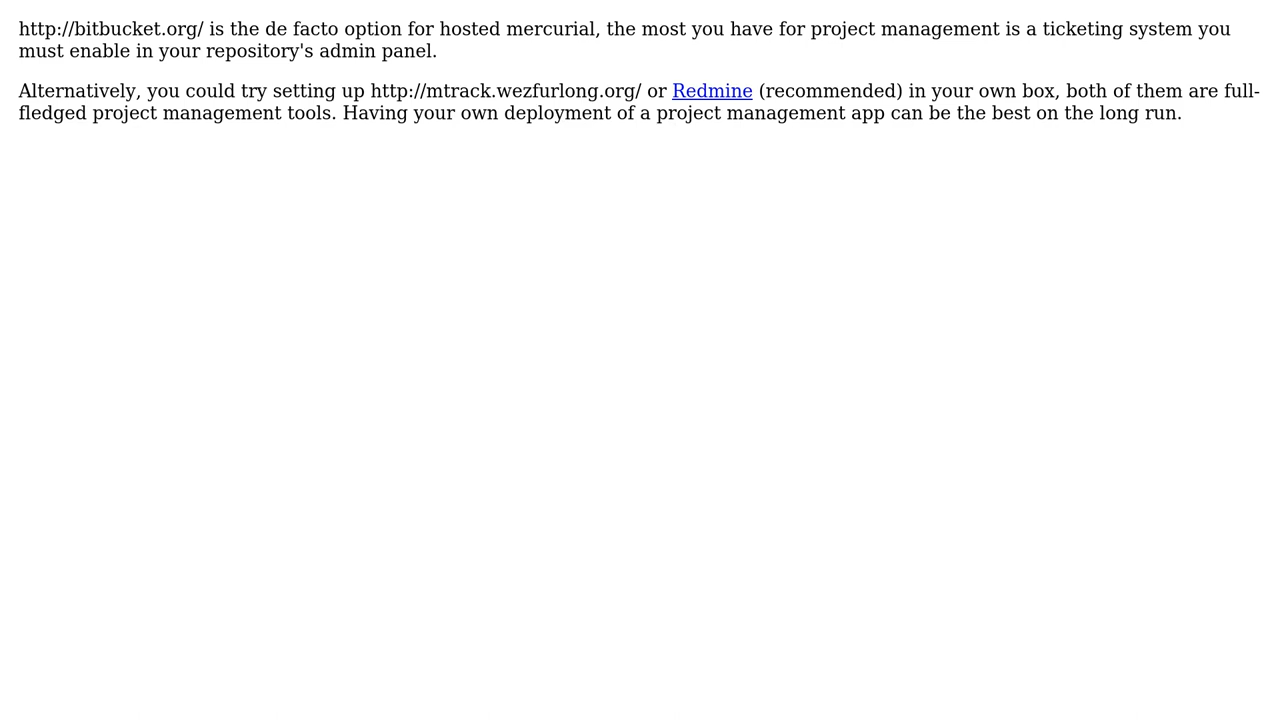 http://bitbucket.org/ is the de facto option for hosted mercurial, the most you have for project management is a ticketing system you
must enable in your repository's admin panel.
Alternatively, you could try setting up http://mtrack.wezfurlong.org/ or Redmine (recommended) in your own box, both of them are full-
fledged project management tools. Having your own deployment of a project management app can be the best on the long run.